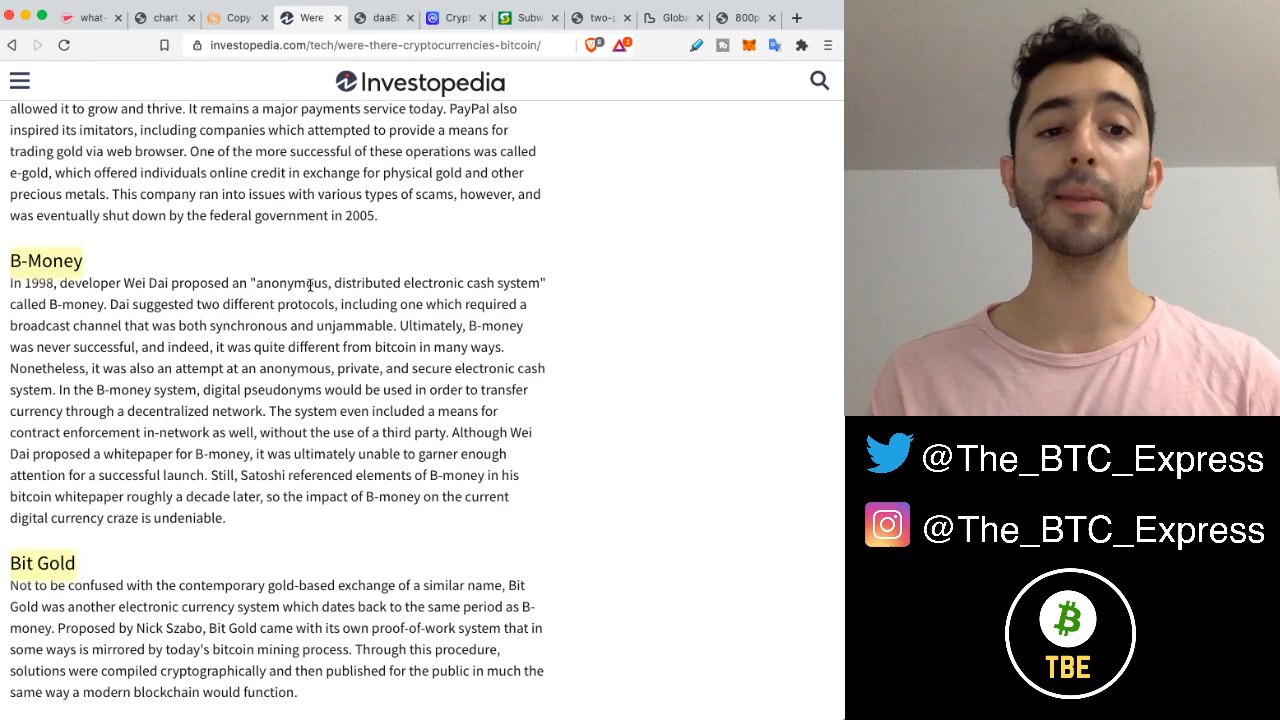 what-
chart
Copy-
Were
daa8l
Crypt
Subw
two-p
Globa
800p
investopedia.com/tech/were-there-cryptocurrencies-bitcoin/
Investopedia
allowed it to grow and thrive. It remains a major payments service today. PayPal also
inspired its imitators, including companies which attempted to provide a means for
trading gold via web browser. One of the more successful of these operations was called
e-gold, which offered individuals online credit in exchange for physical gold and other
precious metals. This company ran into issues with various types of scams, however, and
was eventually shut down by the federal government in 2005.
B-Money
In 1998, developer Wei Dai proposed an "anonymous, distributed electronic cash system"
called B-money. Dai suggested two different protocols, including one which required a
broadcast channel that was both synchronous and unjammable. Ultimately, B-money
was never successful, and indeed, it was quite different from bitcoin in many ways.
Nonetheless, it was also an attempt at an anonymous, private, and secure electronic cash
system. In the B-money system, digital pseudonyms would be used in order to transfer
currency through a decentralized network. The system even included a means for
contract enforcement in-network as well, without the use of a third party. Although Wei
Dai proposed a whitepaper for B-money, it was ultimately unable to garner enough
attention for a successful launch. Still, Satoshi referenced elements of B-money in his
bitcoin whitepaper roughly a decade later, so the impact of B-money on the current
digital currency craze is undeniable.
Bit Gold
Not to be confused with the contemporary gold-based exchange of a similar name, Bit
Gold was another electronic currency system which dates back to the same period as B-
money. Proposed by Nick Szabo, Bit Gold came with its own proof-of-work system that in
some ways is mirrored by today's bitcoin mining process. Through this procedure,
solutions were compiled cryptographically and then published for the public in much the
same way a modern blockchain would function.
@The_BTC_Express
@The_BTC_Express
TBE